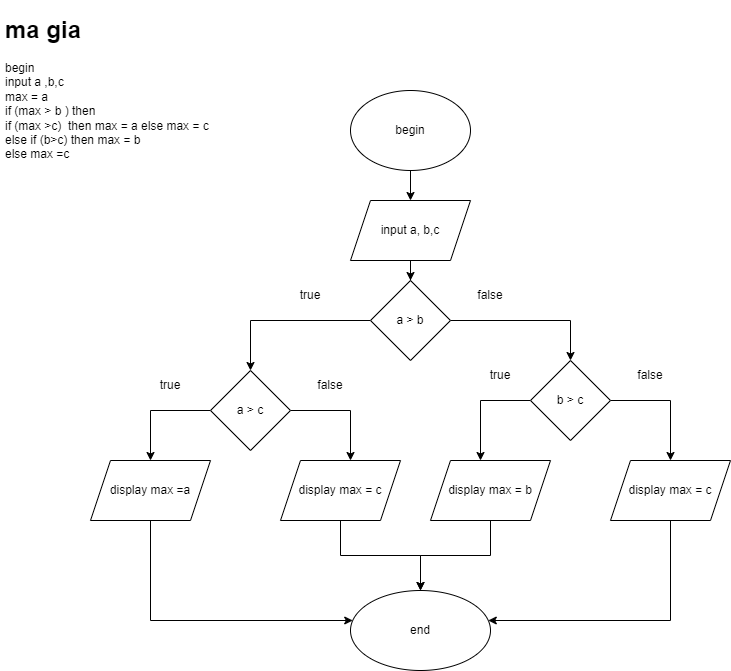 ma gia
begin
input a ,b,c
max = a
if (max > b ) then
if (max >c)  then max = a else max = c
else if (b>c) then max = b
else max =c
begin
input a, b,c
true
false
a > b
true
false
true
false
a > c
b > c
display max =a
display max = c
display max = b
display max = c
end